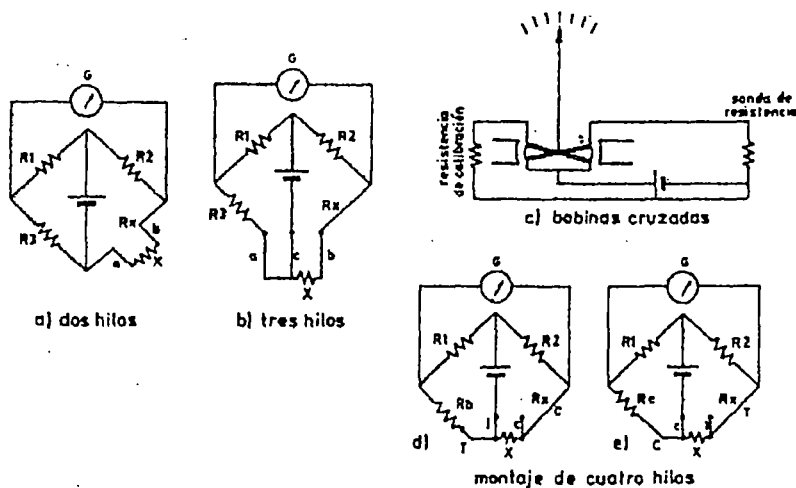 G
R1
R2
R3
Rx
b
a
X
a) dos hilos
G
R1
R2
R3
Rx
a
c
b
X
b) tres hilos
resistencia
de calibración
sonda de
resistencia
c) bobinas cruzadas
G
R1
R2
Rb
Rx
C
c
T
X
d)
G
R1
R2
Rc
Rx
T
c
C
X
e)
montaje de cuatro hilos